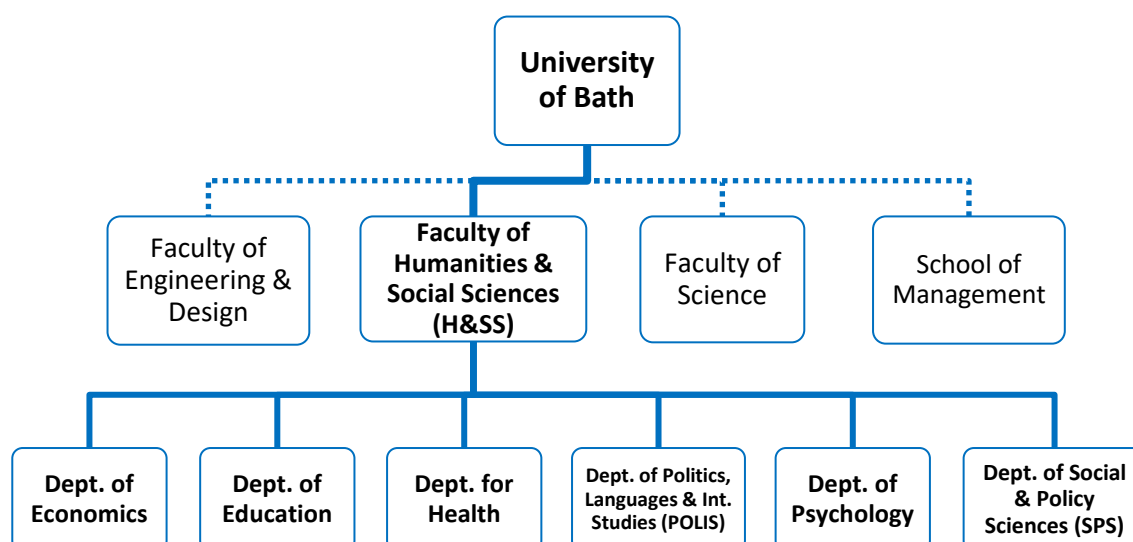 University
of Bath
Faculty of
Engineering &
Design
Faculty of
Humanities &
Social Sciences
(H&SS)
Faculty of
Science
School of
Management
Dept. of
Economics
Dept. of
Education
Dept. for
Health
Dept. of Politics,
Languages & Int.
Studies (POLIS)
Dept. of
Psychology
Dept. of Social
& Policy
Sciences (SPS)